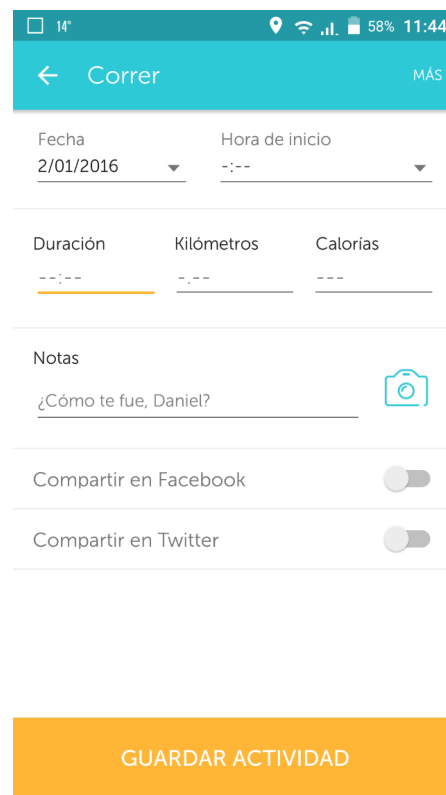 14° 58% 11:44
Correr MÁS
Fecha Hora de inicio
2/01/2016 -:--
Duración Kilómetros Calorías
--:-- -.-- ---
Notas
¿Cómo te fue, Daniel?
Compartir en Facebook
Compartir en Twitter
GUARDAR ACTIVIDAD